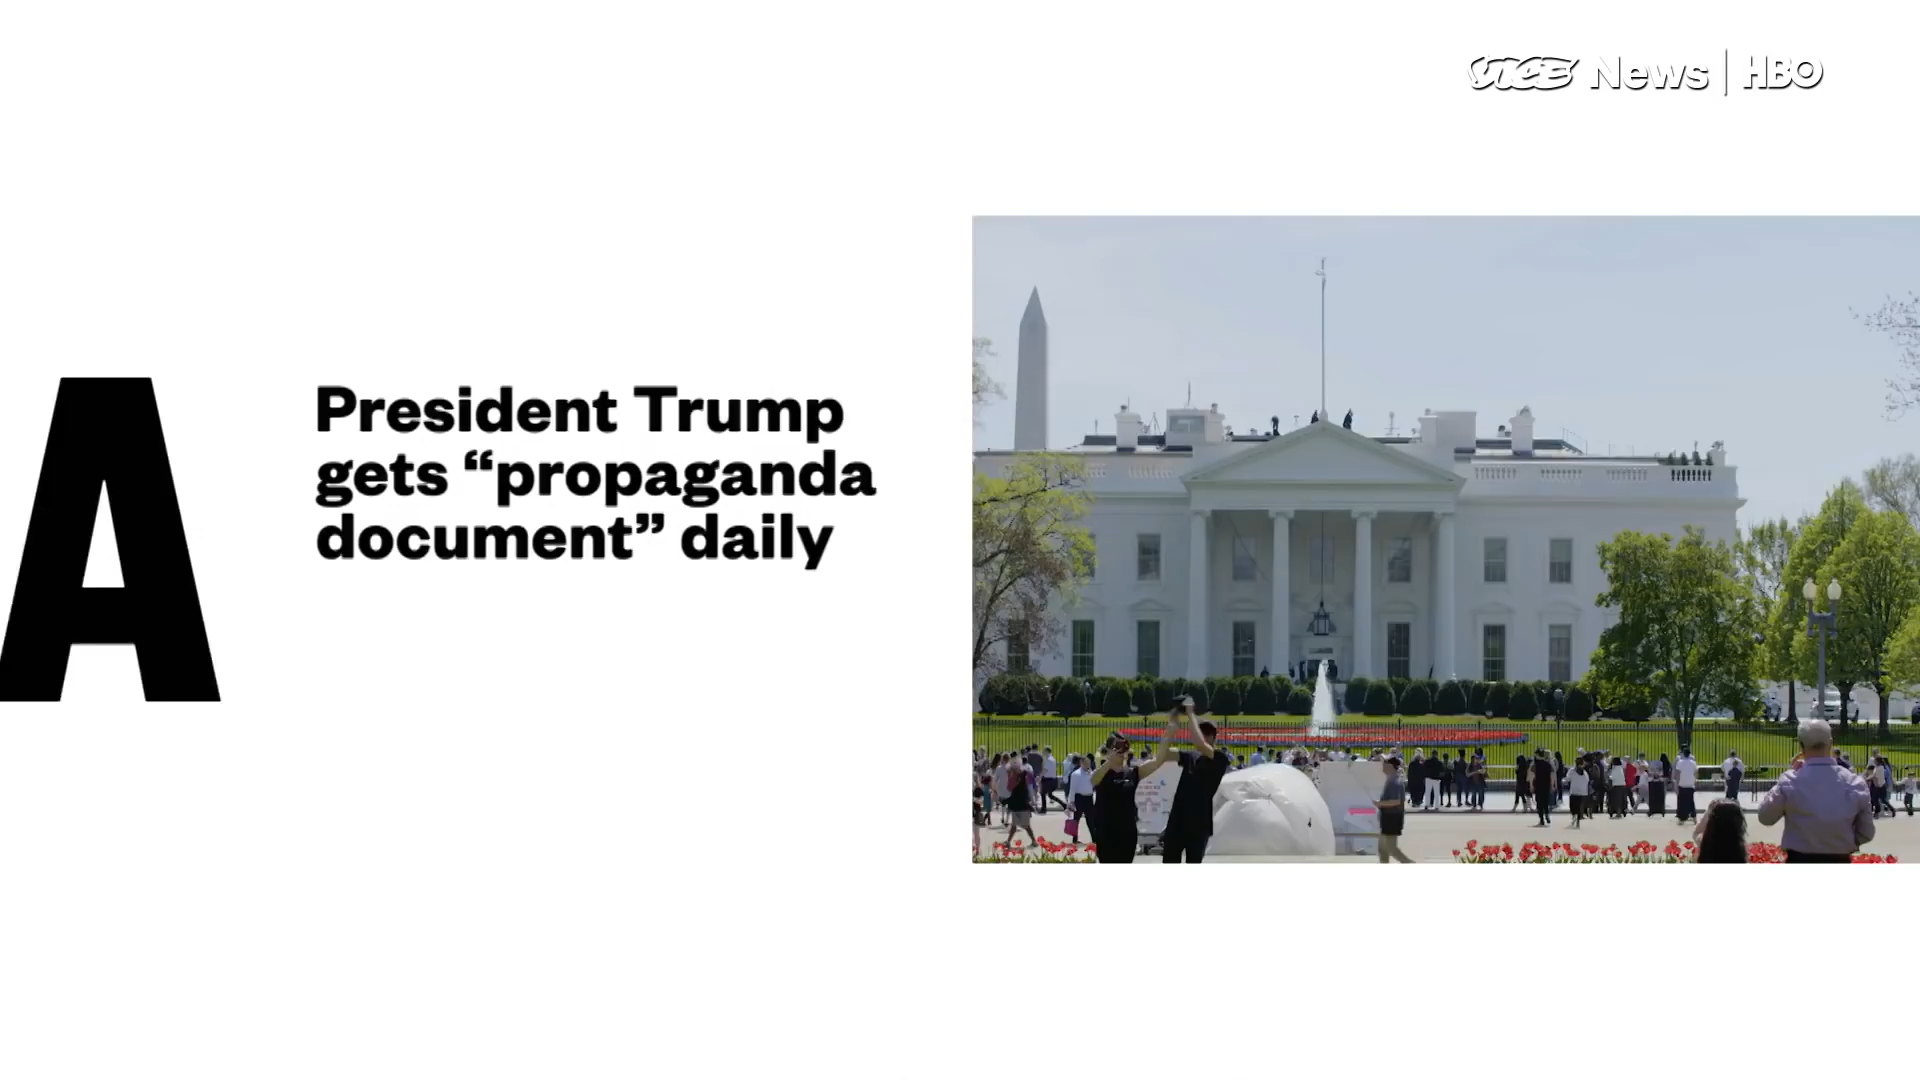 VICE News | HBO
A
President Trump
gets “propaganda
document” daily